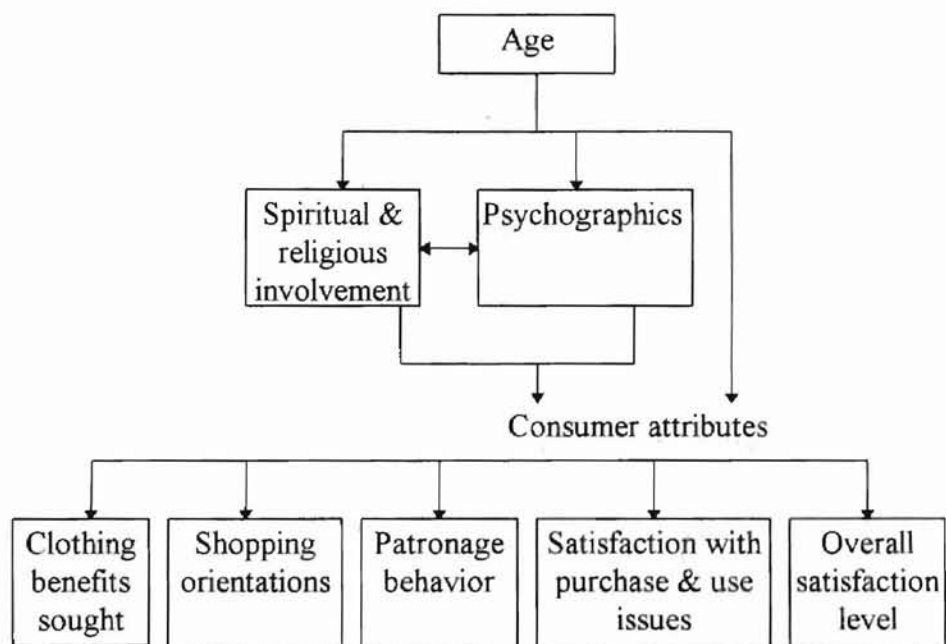 Age
Spiritual &
religious
involvement
Psychographics
Consumer attributes
Clothing
benefits
sought
Shopping
orientations
Patronage
behavior
Satisfaction with
purchase & use
issues
Overall
satisfaction
level